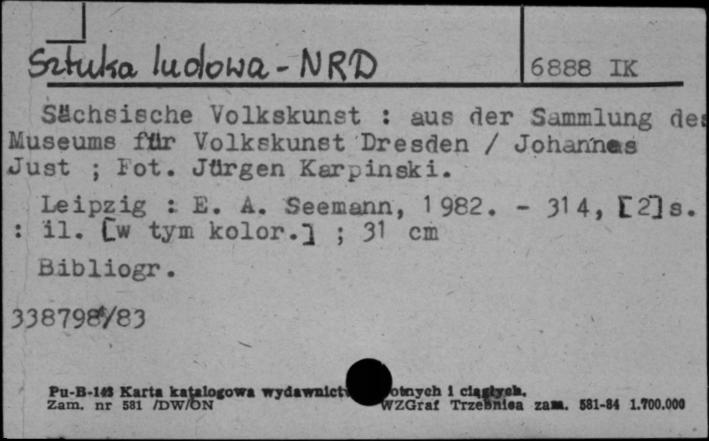 Sztuka ludowa - NRD
6888 IK
Sächsische Volkskunst : aus der Sammlung des
Museums für Volkskunst Dresden / Johannes
Just ; Fot. Jürgen Karpinski.
Leipzig : E. A. Seemann, 1982. - 314, [2]s.
: il. [w tym kolor.] ; 31 cm
Bibliogr.
338798/83
Pu-B-143 Karta katalogowa wydawnict otnych i ciągłych.
Zam. nr 581 /DW/ON WZGraf Trzebnica zam. 581-84 1.700.000